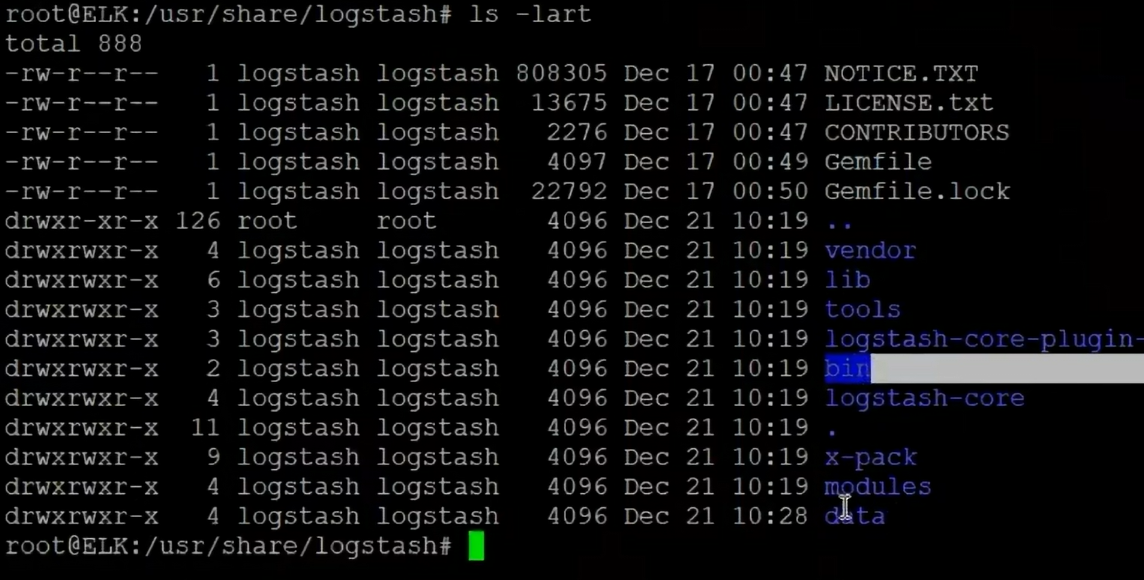 root@ELK:/usr/share/logstash# ls -lart
total 888
-rw-r--r--   1 logstash logstash 808305 Dec 17 00:47 NOTICE.TXT
-rw-r--r--   1 logstash logstash  13675 Dec 17 00:47 LICENSE.txt
-rw-r--r--   1 logstash logstash   2276 Dec 17 00:47 CONTRIBUTORS
-rw-r--r--   1 logstash logstash   4097 Dec 17 00:49 Gemfile
-rw-r--r--   1 logstash logstash  22792 Dec 17 00:50 Gemfile.lock
drwxr-xr-x 126 root     root       4096 Dec 21 10:19 ..
drwxrwxr-x   4 logstash logstash   4096 Dec 21 10:19 vendor
drwxrwxr-x   6 logstash logstash   4096 Dec 21 10:19 lib
drwxrwxr-x   3 logstash logstash   4096 Dec 21 10:19 tools
drwxrwxr-x   3 logstash logstash   4096 Dec 21 10:19 logstash-core-plugin-
drwxrwxr-x   2 logstash logstash   4096 Dec 21 10:19 bin
drwxrwxr-x   4 logstash logstash   4096 Dec 21 10:19 logstash-core
drwxrwxr-x  11 logstash logstash   4096 Dec 21 10:19 .
drwxrwxr-x   9 logstash logstash   4096 Dec 21 10:19 x-pack
drwxrwxr-x   4 logstash logstash   4096 Dec 21 10:19 modules
drwxrwxr-x   4 logstash logstash   4096 Dec 21 10:28 data
root@ELK:/usr/share/logstash#